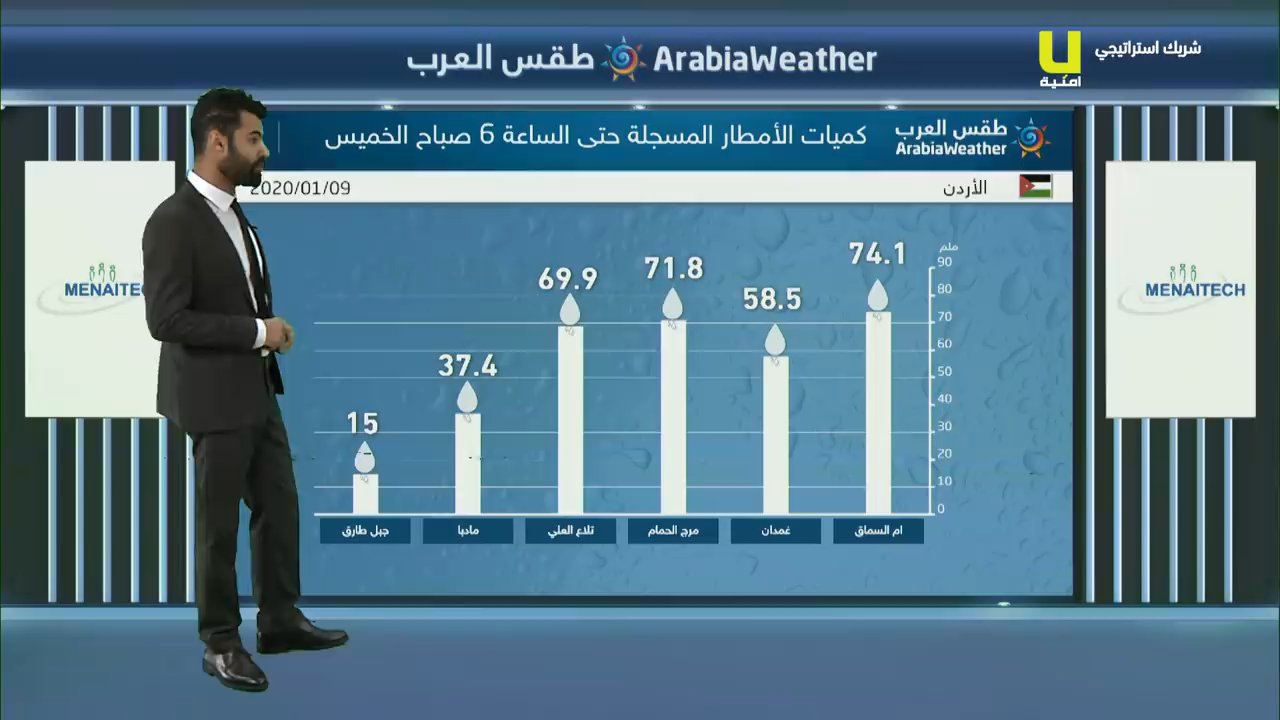 شريك استراتيجي
امنية
طقس العرب ArabiaWeather
طقس العرب
ArabiaWeather
كميات الأمطار المسجلة حتى الساعة 6 صباح الخميس
الأردن
2020/01/09
ملم
90
80
70
60
50
40
30
20
10
0
74.1
58.5
71.8
69.9
37.4
15
ام السماق
غمدان
مرج الحمام
تلاع العلي
مادبا
جبل طارق
MENAITEC
MENAITECH